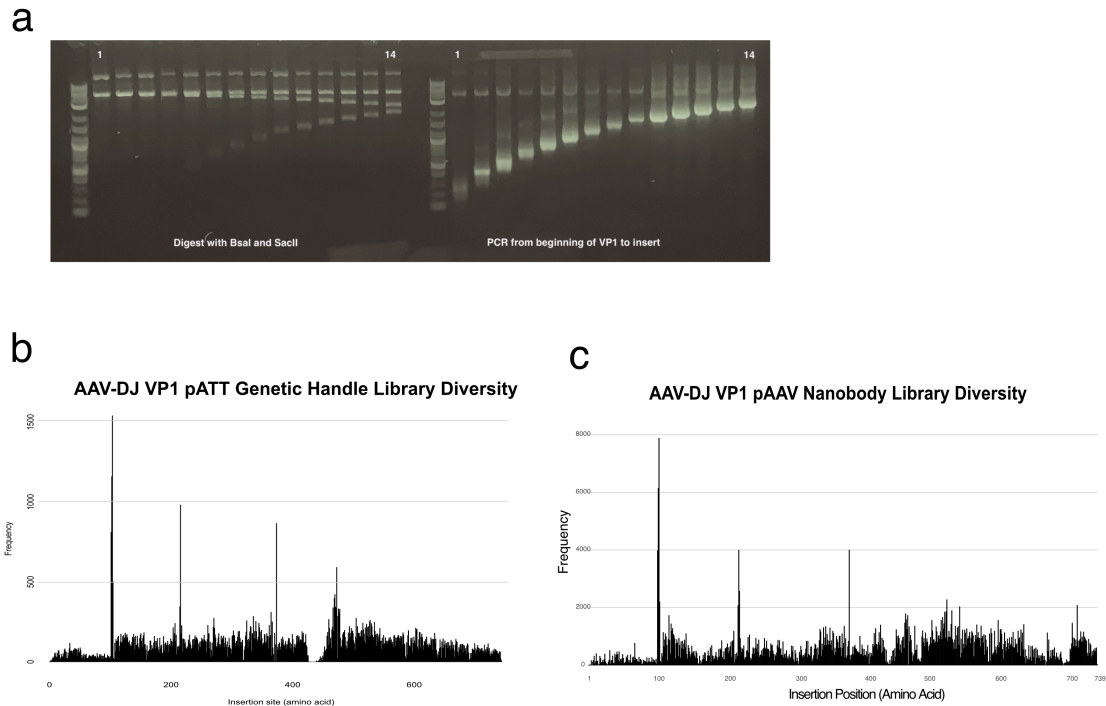 a
1 14 1 14
Digest with BsaI and SacII PCR from beginning of VP1 to insert
b
AAV-DJ VP1 pATT Genetic Handle Library Diversity
1500
1000
500
0
Frequency
0 200 400 600
Insertion site (amino acid)
c
AAV-DJ VP1 pAAV Nanobody Library Diversity
8000
6000
4000
2000
0
Frequency
1 100 200 300 400 500 600 700 739
Insertion Position (Amino Acid)